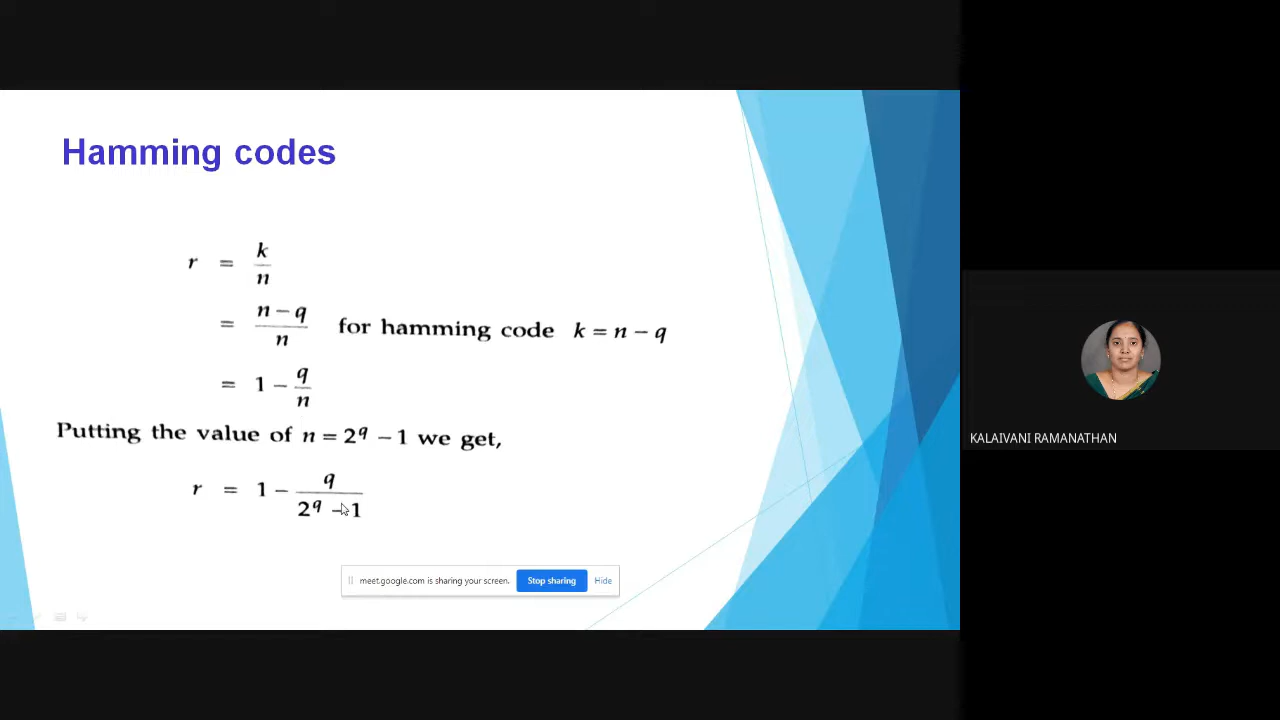 Hamming codes
r = k/n
= n – q/n for hamming code k = n – q
= 1 – q/n
Putting the value of n = 2^q – 1 we get,
r = 1 – q/2^q – 1
meet.google.com is sharing your screen. Stop sharing Hide
KALAIVANI RAMANATHAN